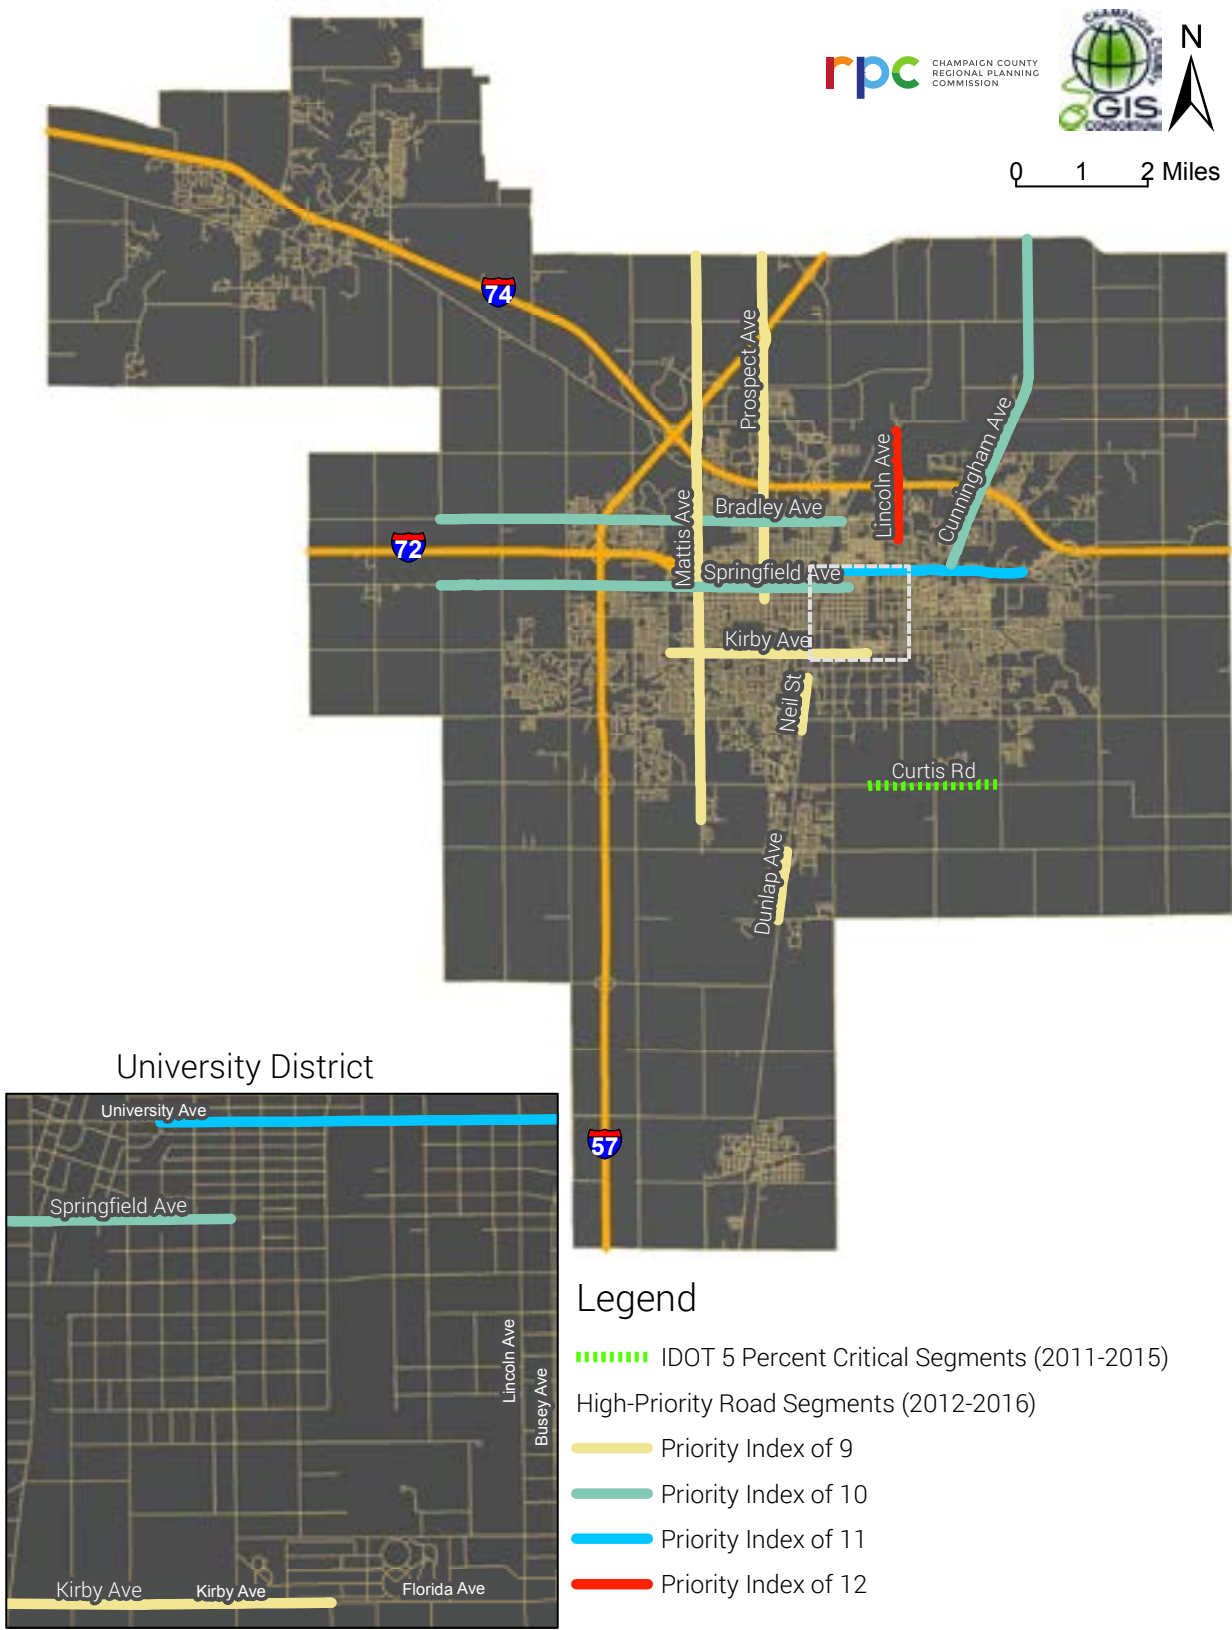 rpc
CHAMPAIGN COUNTY
REGIONAL PLANNING
COMMISSION
CHAMPAIGN COUNTY
GIS
CONSORTIUM
N
0 1 2 Miles
74
Prospect Ave
Lincoln Ave
Cunningham Ave
Mattis Ave
Bradley Ave
72
Springfield Ave
Kirby Ave
Neil St
Curtis Rd
Dunlap Ave
57
University District
University Ave
Springfield Ave
Lincoln Ave
Busey Ave
Kirby Ave
Kirby Ave
Florida Ave
Legend
IDOT 5 Percent Critical Segments (2011-2015)
High-Priority Road Segments (2012-2016)
Priority Index of 9
Priority Index of 10
Priority Index of 11
Priority Index of 12